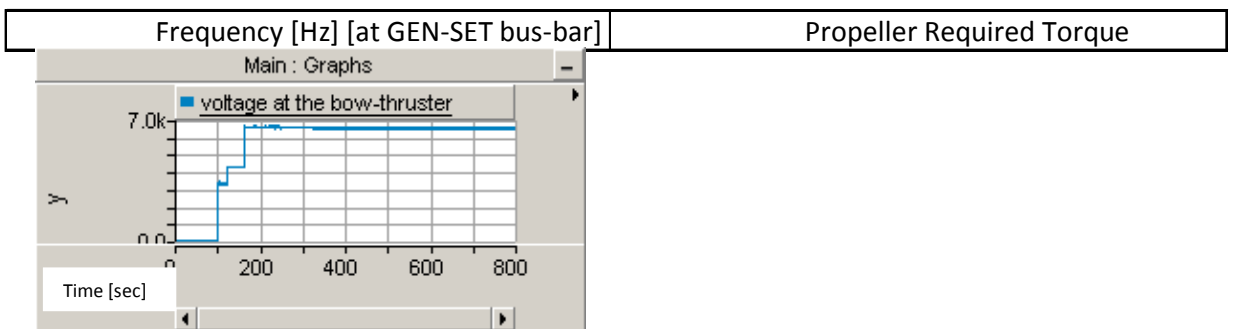 Frequency [Hz] [at GEN-SET bus-bar]
Propeller Required Torque
Main : Graphs
voltage at the bow-thruster
7.0k
y
0.0
0 200 400 600 800
Time [sec]